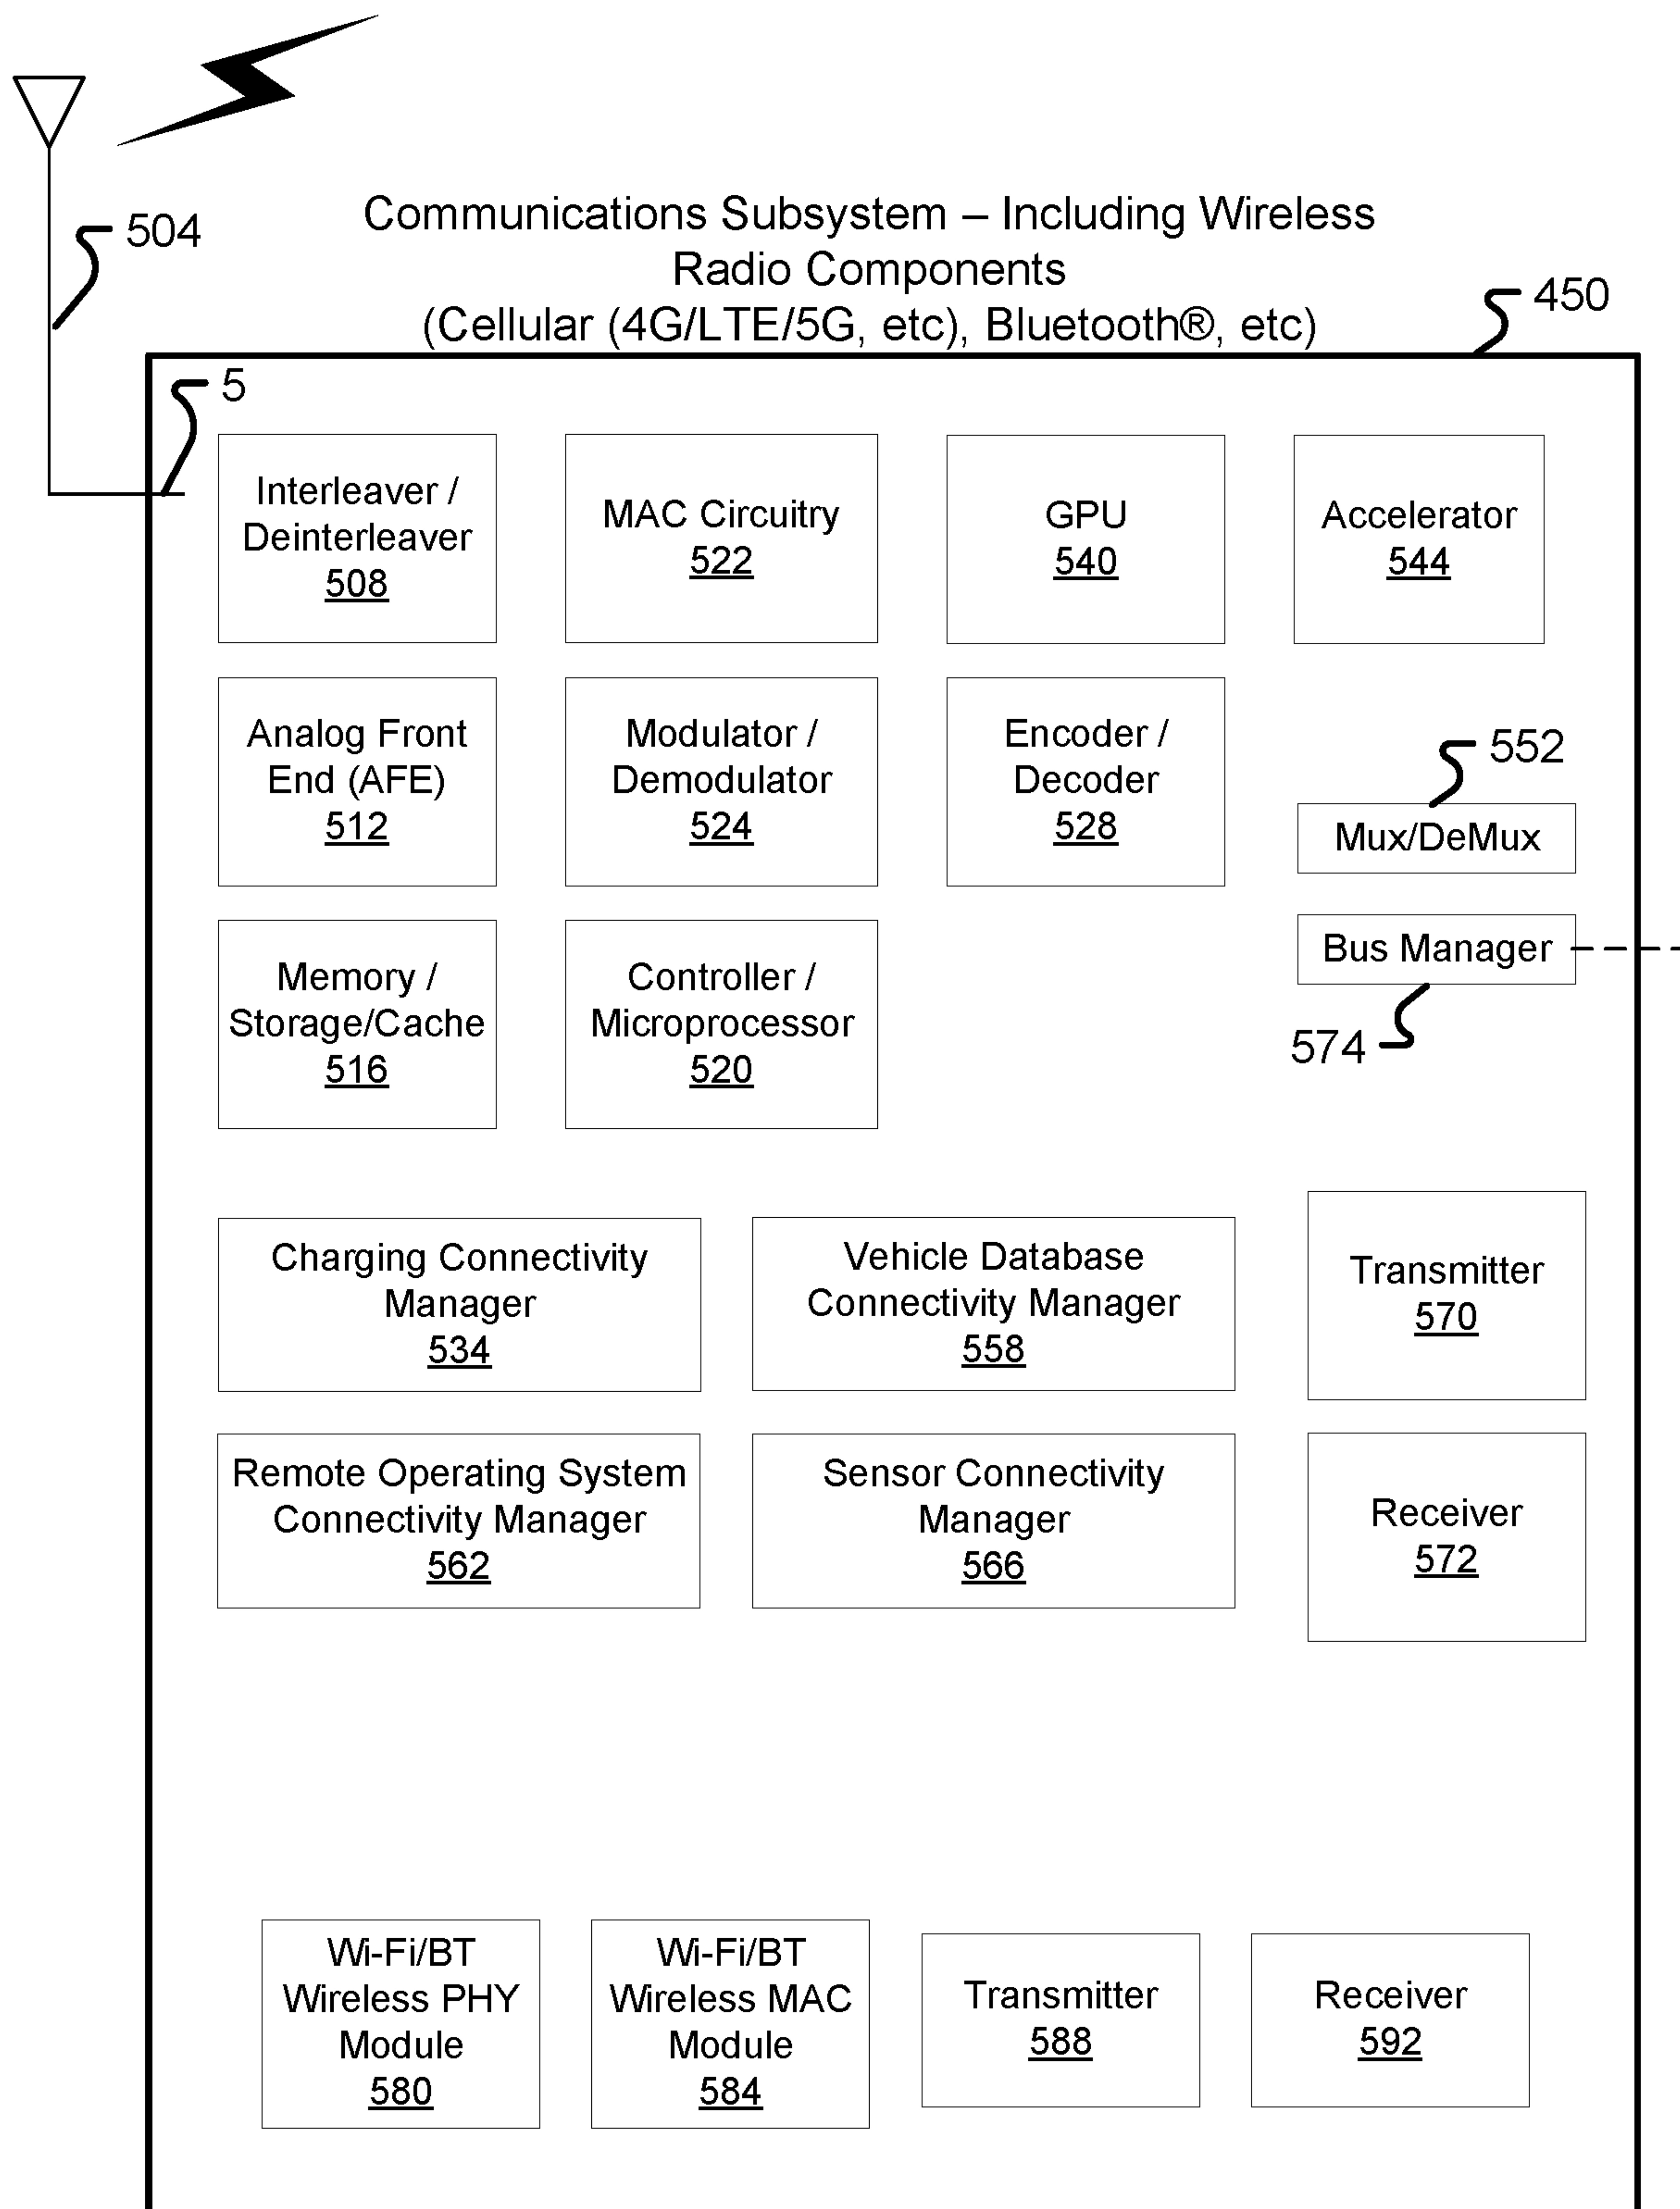 504
Communications Subsystem – Including Wireless
Radio Components
(Cellular (4G/LTE/5G, etc), Bluetooth®, etc)
450
5
Interleaver /
Deinterleaver
508
MAC Circuitry
522
GPU
540
Accelerator
544
Analog Front
End (AFE)
512
Modulator /
Demodulator
524
Encoder /
Decoder
528
552
Mux/DeMux
Memory /
Storage/Cache
516
Controller /
Microprocessor
520
Bus Manager
574
Charging Connectivity
Manager
534
Vehicle Database
Connectivity Manager
558
Transmitter
570
Remote Operating System
Connectivity Manager
562
Sensor Connectivity
Manager
566
Receiver
572
Wi-Fi/BT
Wireless PHY
Module
580
Wi-Fi/BT
Wireless MAC
Module
584
Transmitter
588
Receiver
592